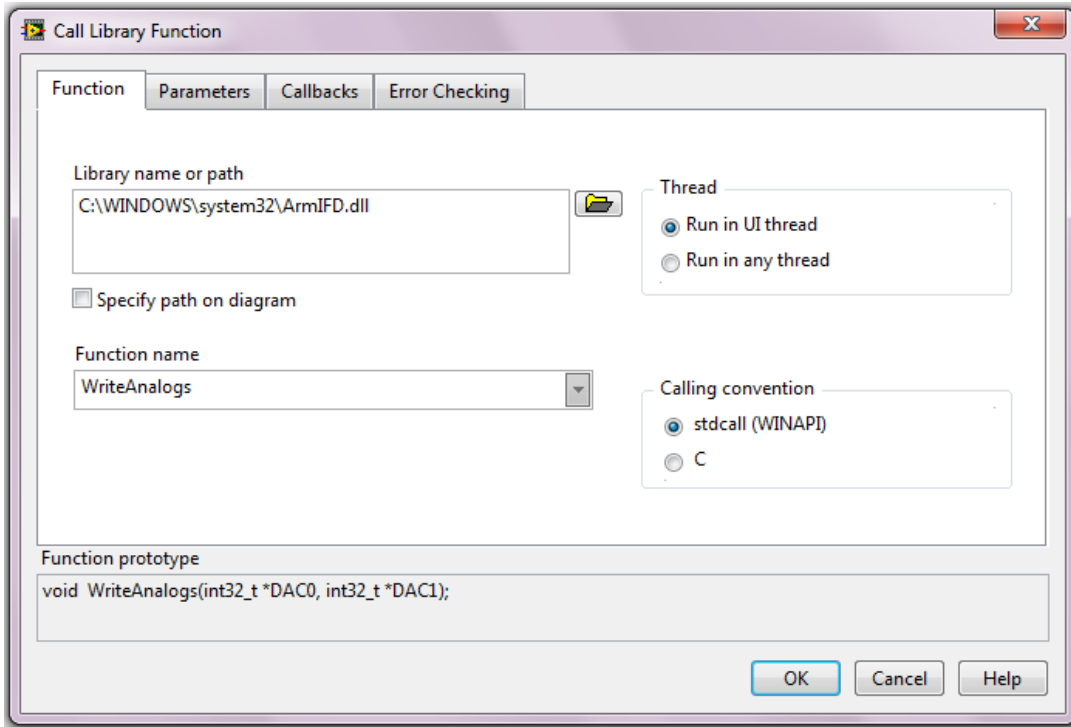 Call Library Function
Function Parameters Callbacks Error Checking
Library name or path
C:\WINDOWS\system32\ArmIFD.dll
Thread
Run in UI thread
Run in any thread
Specify path on diagram
Function name
WriteAnalogs
Calling convention
stdcall (WINAPI)
C
Function prototype
void  WriteAnalogs(int32_t *DAC0, int32_t *DAC1);
OK Cancel Help